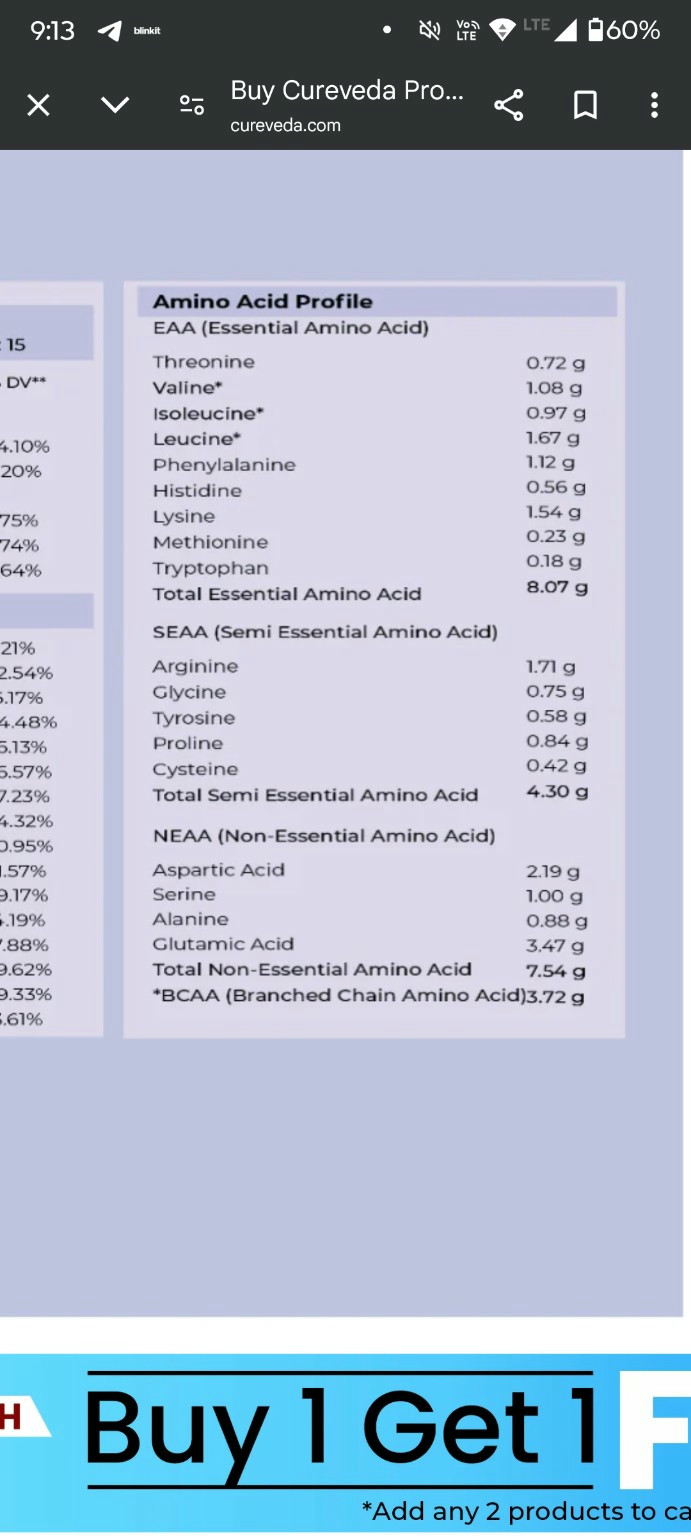 9:13 blinkit Vo) LTE LTE 60%
Buy Cureveda Pro...
cureveda.com
Amino Acid Profile
EAA (Essential Amino Acid)
Threonine 0.72 g
Valine* 1.08 g
Isoleucine* 0.97 g
Leucine* 1.67 g
Phenylalanine 1.12 g
Histidine 0.56 g
Lysine 1.54 g
Methionine 0.23 g
Tryptophan 0.18 g
Total Essential Amino Acid 8.07 g
SEAA (Semi Essential Amino Acid)
Arginine 1.71 g
Glycine 0.75 g
Tyrosine 0.58 g
Proline 0.84 g
Cysteine 0.42 g
Total Semi Essential Amino Acid 4.30 g
NEAA (Non-Essential Amino Acid)
Aspartic Acid 2.19 g
Serine 1.00 g
Alanine 0.88 g
Glutamic Acid 3.47 g
Total Non-Essential Amino Acid 7.54 g
*BCAA (Branched Chain Amino Acid)3.72 g
: 15
DV**
4.10%
20%
75%
74%
64%
21%
2.54%
.17%
4.48%
5.13%
5.57%
7.23%
4.32%
0.95%
.57%
9.17%
.19%
.88%
9.62%
9.33%
.61%
H
Buy 1 Get 1 F
*Add any 2 products to ca